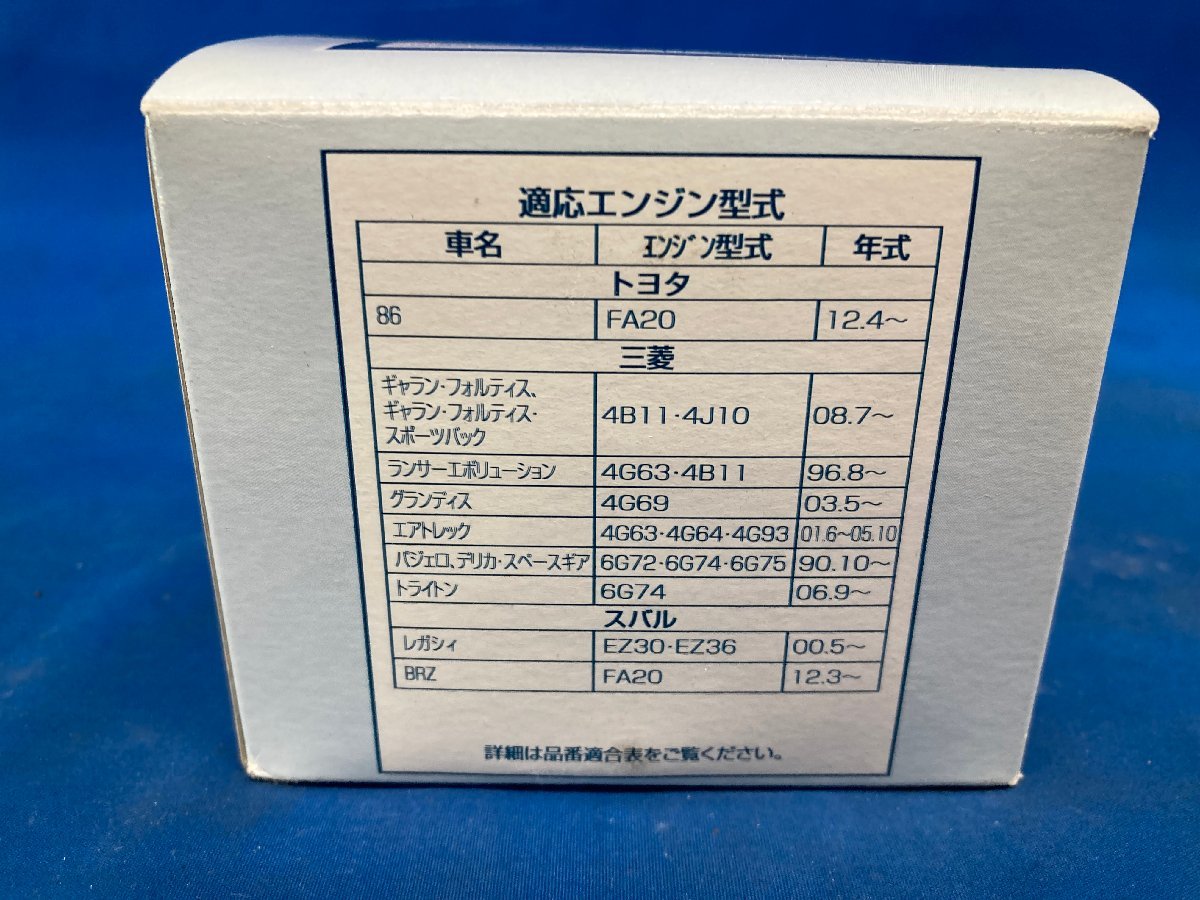 適応エンジン型式
車名 エンジン型式 年式
トヨタ
86 FA20 12.4〜
三菱
ギャラン・フォルティス、
ギャラン・フォルティス・
スポーツバック 4B11・4J10 08.7〜
ランサーエボリューション 4G63・4B11 96.8〜
グランディス 4G69 03.5〜
エアトレック 4G63・4G64・4G93 01.6〜05.10
パジェロ、デリカ・スペースギア 6G72・6G74・6G75 90.10〜
トライトン 6G74 06.9〜
スバル
レガシィ EZ30・EZ36 00.5〜
BRZ FA20 12.3〜
詳細は品番適合表をご覧ください。